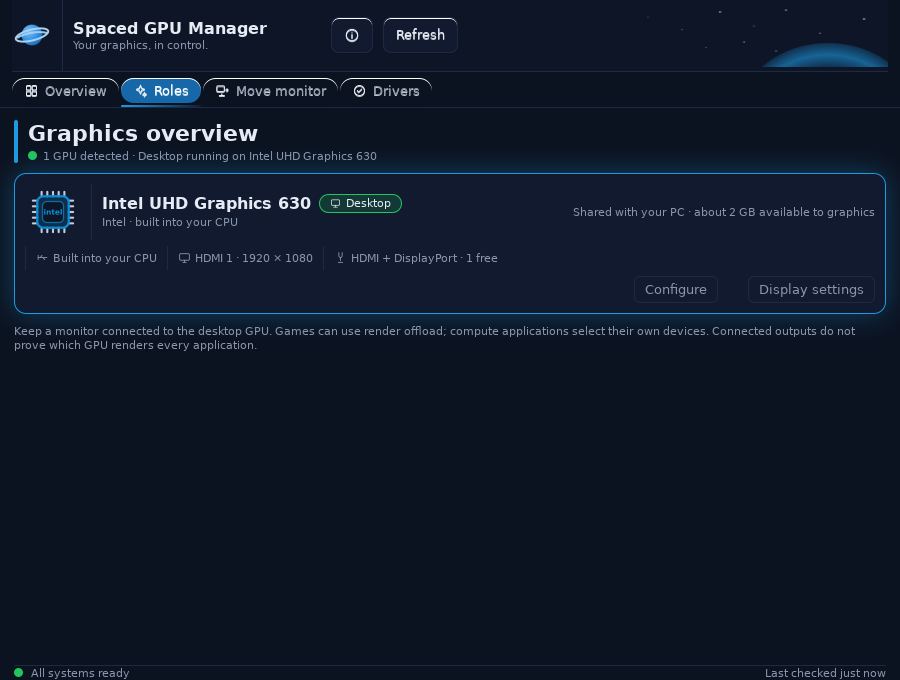 Spaced GPU Manager
Your graphics, in control.
Refresh
Overview
Roles
Move monitor
Drivers
Graphics overview
1 GPU detected · Desktop running on Intel UHD Graphics 630
intel
Intel UHD Graphics 630
Desktop
Intel · built into your CPU
Shared with your PC · about 2 GB available to graphics
Built into your CPU
HDMI 1 · 1920 × 1080
HDMI + DisplayPort · 1 free
Configure
Display settings
Keep a monitor connected to the desktop GPU. Games can use render offload; compute applications select their own devices. Connected outputs do not
prove which GPU renders every application.
All systems ready
Last checked just now